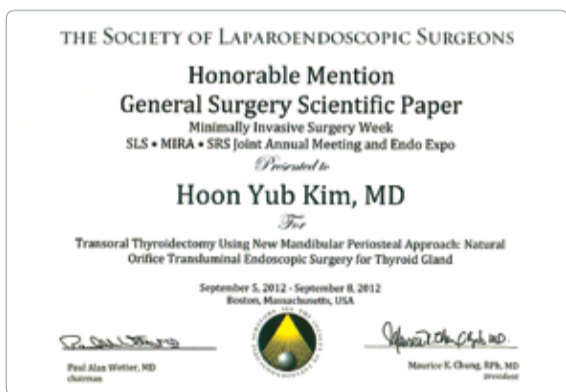 THE SOCIETY OF LAPAROENDOSCOPIC SURGEONS
Honorable Mention
General Surgery Scientific Paper
Minimally Invasive Surgery Week
SLS • MIRA • SRS Joint Annual Meeting and Endo Expo
Presented to
Hoon Yub Kim, MD
For
Transoral Thyroidectomy Using New Mandibular Periosteal Approach: Natural
Orifice Transluminal Endoscopic Surgery for Thyroid Gland
September 5, 2012 - September 8, 2012
Boston, Massachusetts, USA
Paul Alan Wetter, MD
chairman
Maurice K. Chung, RPh, MD
president